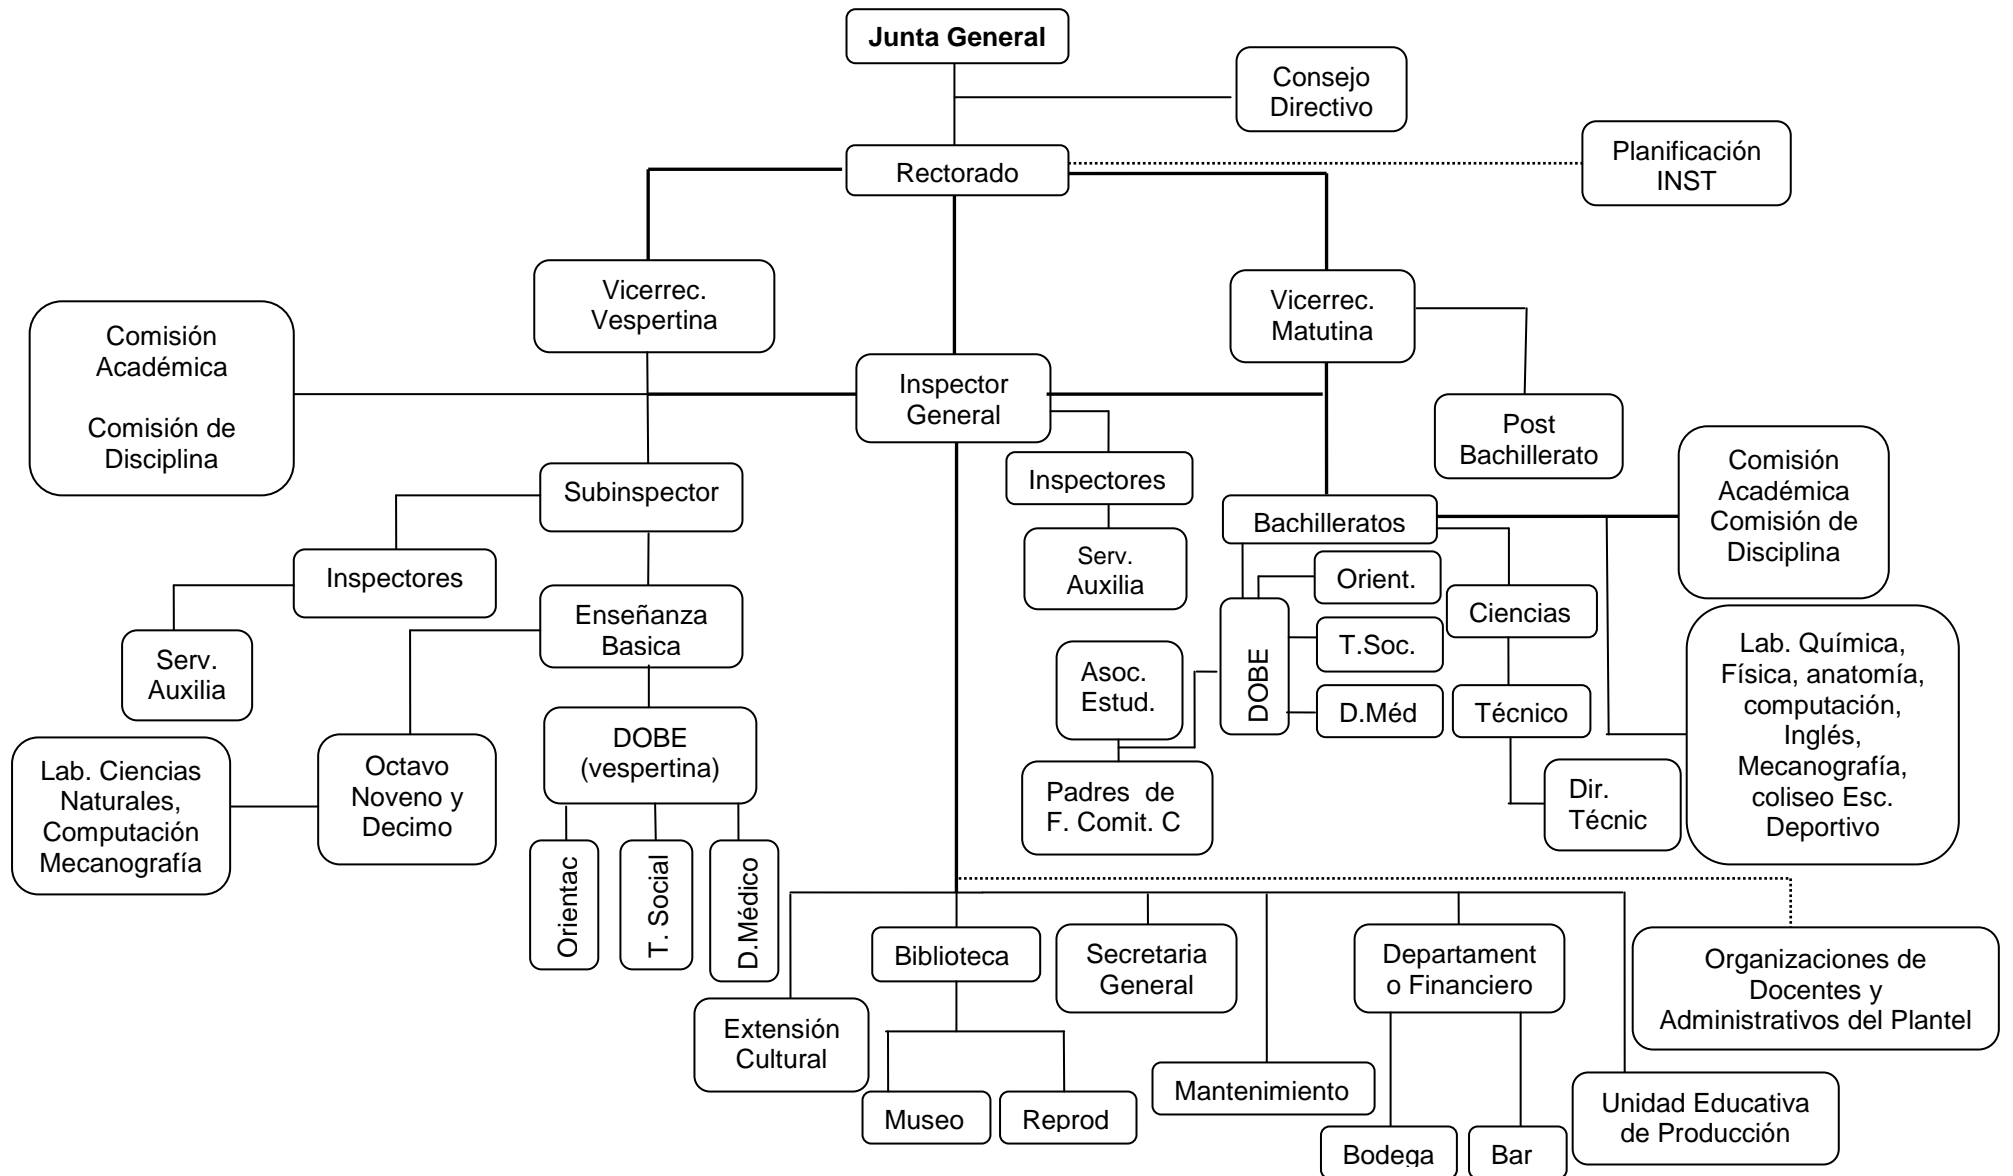 Junta General
Consejo
Directivo
Planificación
INST
Rectorado
Vicerrec.
Vespertina
Vicerrec.
Matutina
Comisión
Académica
Comisión de
Disciplina
Inspector
General
Post
Bachillerato
Comisión
Académica
Comisión de
Disciplina
Subinspector
Inspectores
Bachilleratos
Inspectores
Serv.
Auxilia
Orient.
Ciencias
Enseñanza
Basica
Serv.
Auxilia
Asoc.
Estud.
DOBE
T.Soc.
D.Méd
Técnico
Lab. Química,
Física, anatomía,
computación,
Inglés,
Mecanografía,
coliseo Esc.
Deportivo
Lab. Ciencias
Naturales,
Computación
Mecanografía
Octavo
Noveno y
Decimo
DOBE
(vespertina)
Padres de
F. Comit. C
Dir.
Técnic
Orientac
T. Social
D.Médico
Biblioteca
Secretaria
General
Departament
o Financiero
Organizaciones de
Docentes y
Administrativos del Plantel
Extensión
Cultural
Mantenimiento
Museo
Reprod
Unidad Educativa
de Producción
Bodega
Bar